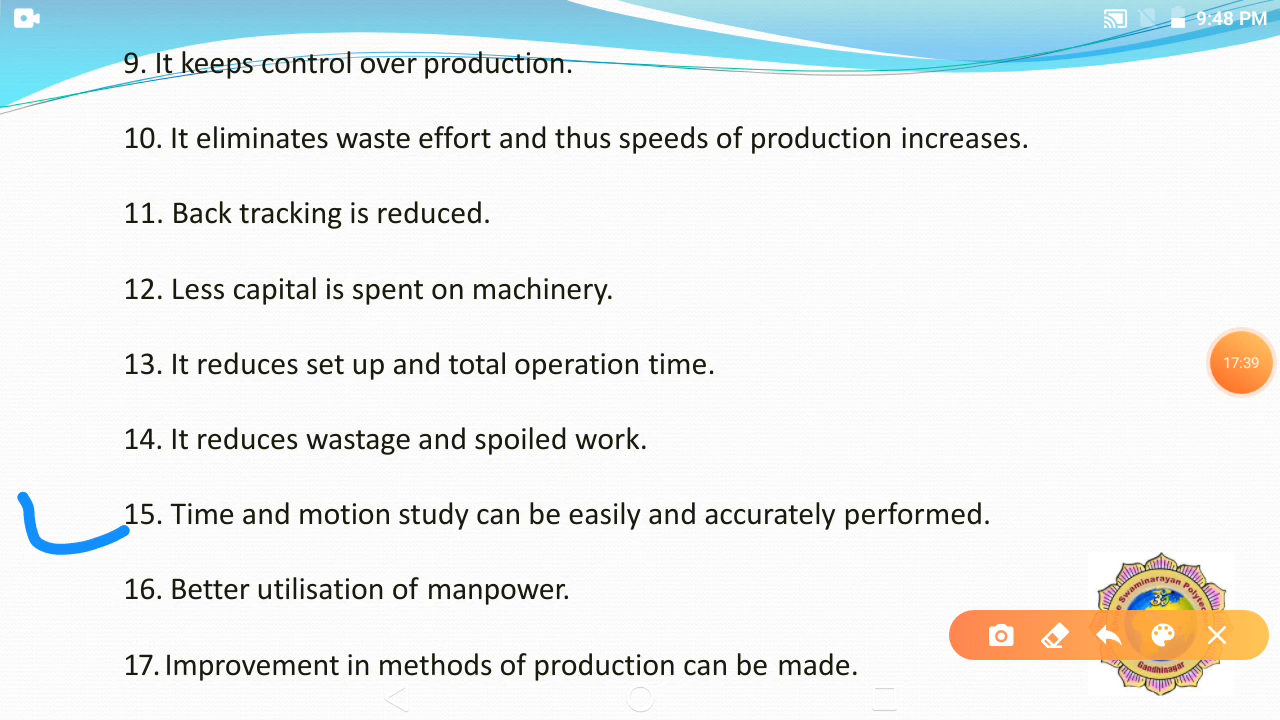 9:48 PM
9. It keeps control over production.
10. It eliminates waste effort and thus speeds of production increases.
11. Back tracking is reduced.
12. Less capital is spent on machinery.
13. It reduces set up and total operation time.
17:39
14. It reduces wastage and spoiled work.
15. Time and motion study can be easily and accurately performed.
16. Better utilisation of manpower.
17. Improvement in methods of production can be made.
Swaminarayan
Gandhinagar